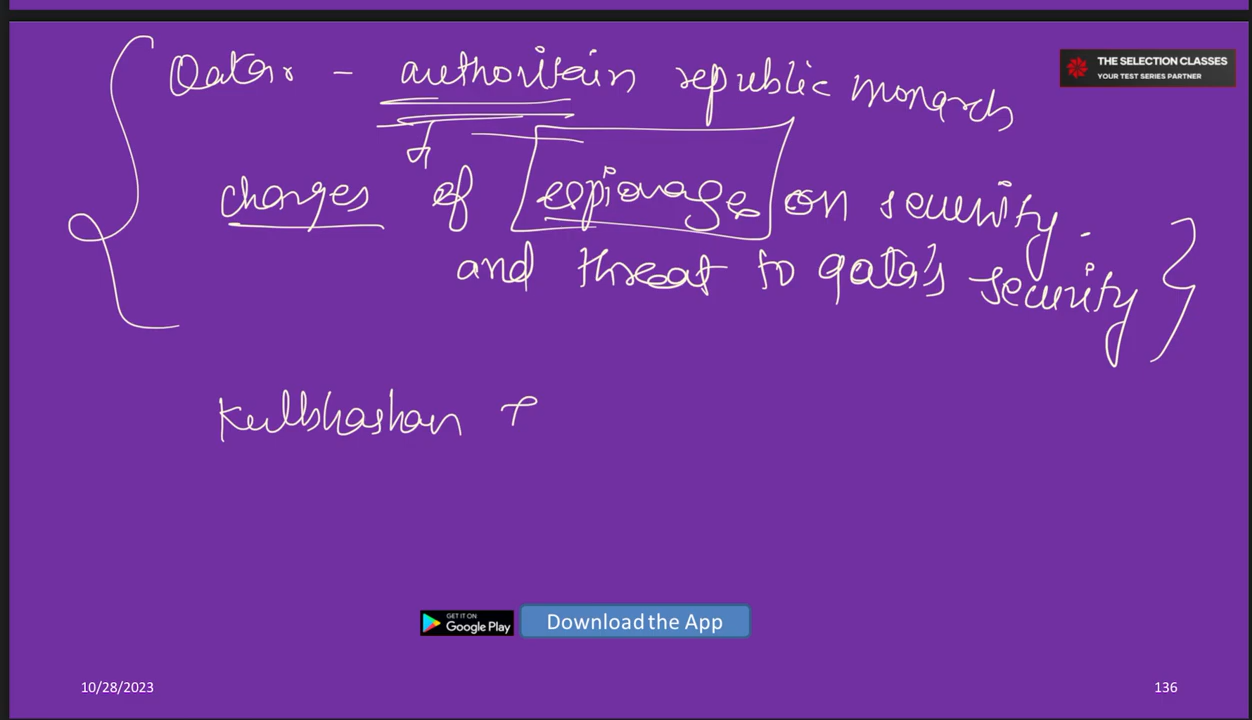 Qatar - authoritain republic monarch
THE SELECTION CLASSES
YOUR TEST SERIES PARTNER
charges of espionage on security
and threat to qata's security
Kulbhashan
GET IT ON
Google Play
Download the App
10/28/2023
136